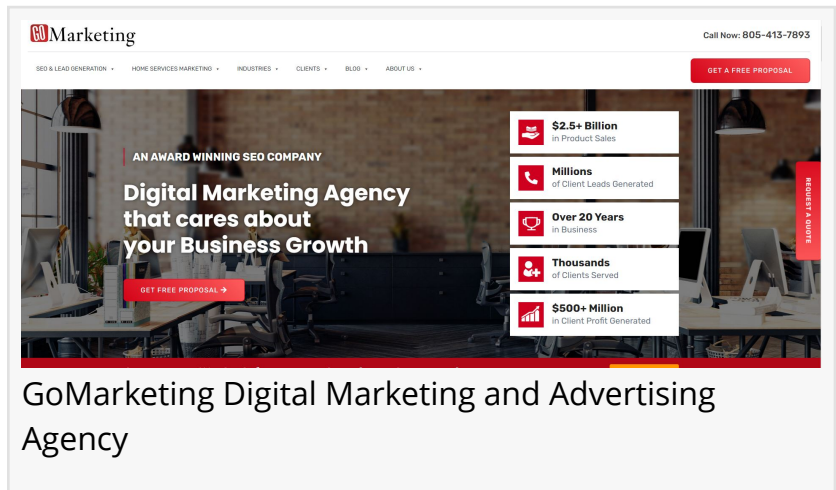 GO Marketing
Call Now: 805-413-7893
SEO & LEAD GENERATION
HOME SERVICES MARKETING
INDUSTRIES
CLIENTS
BLOG
ABOUT US
GET A FREE PROPOSAL
AN AWARD WINNING SEO COMPANY
Digital Marketing Agency
that cares about
your Business Growth
GET FREE PROPOSAL →
$2.5+ Billion
in Product Sales
Millions
of Client Leads Generated
Over 20 Years
in Business
Thousands
of Clients Served
$500+ Million
in Client Profit Generated
REQUEST A QUOTE
GoMarketing Digital Marketing and Advertising
Agency